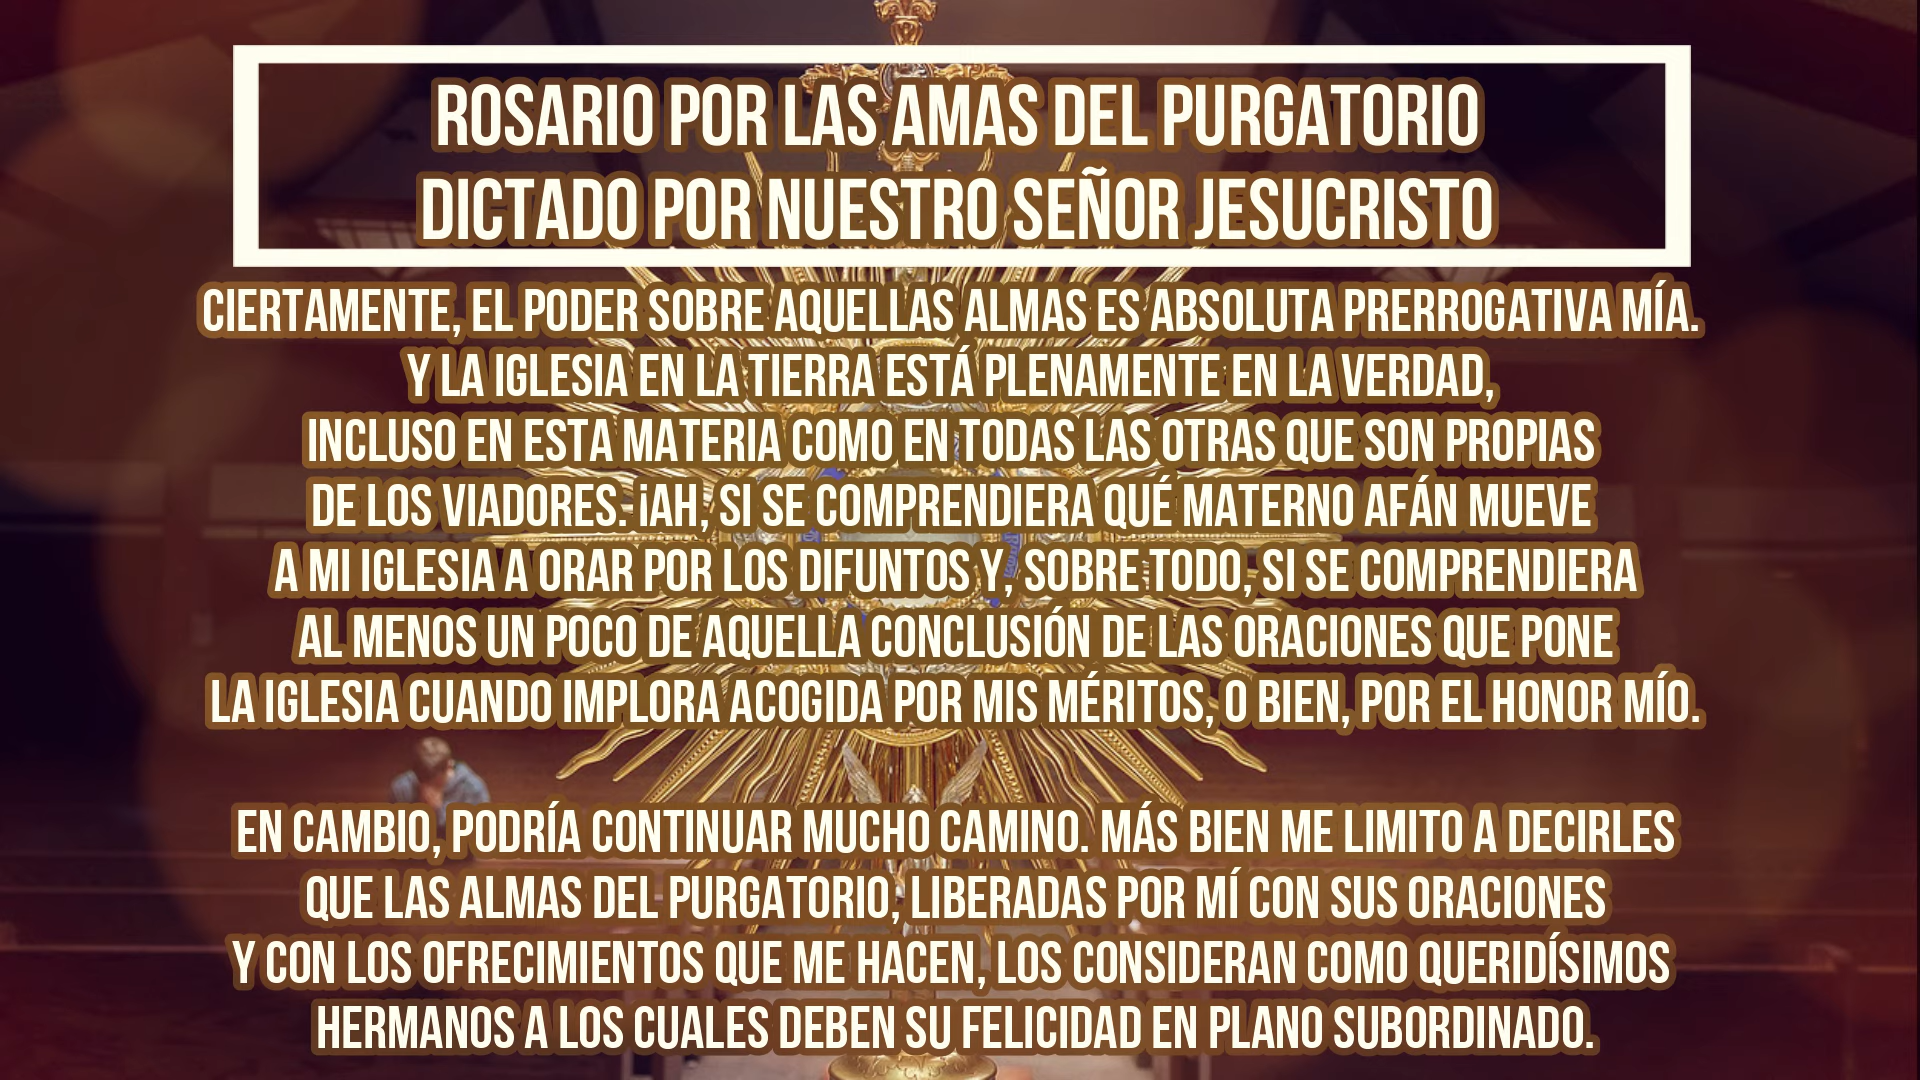 ROSARIO POR LAS AMAS DEL PURGATORIO
DICTADO POR NUESTRO SEÑOR JESUCRISTO
CIERTAMENTE, EL PODER SOBRE AQUELLAS ALMAS ES ABSOLUTA PRERROGATIVA MÍA.
Y LA IGLESIA EN LA TIERRA ESTÁ PLENAMENTE EN LA VERDAD,
INCLUSO EN ESTA MATERIA COMO EN TODAS LAS OTRAS QUE SON PROPIAS
DE LOS VIADORES. ¡AH, SI SE COMPRENDIERA QUÉ MATERNO AFÁN MUEVE
A MI IGLESIA A ORAR POR LOS DIFUNTOS Y, SOBRE TODO, SI SE COMPRENDIERA
AL MENOS UN POCO DE AQUELLA CONCLUSIÓN DE LAS ORACIONES QUE PONE
LA IGLESIA CUANDO IMPLORA ACOGIDA POR MIS MÉRITOS, O BIEN, POR EL HONOR MÍO.
EN CAMBIO, PODRÍA CONTINUAR MUCHO CAMINO. MÁS BIEN ME LIMITO A DECIRLES
QUE LAS ALMAS DEL PURGATORIO, LIBERADAS POR MÍ CON SUS ORACIONES
Y CON LOS OFRECIMIENTOS QUE ME HACEN, LOS CONSIDERAN COMO QUERIDÍSIMOS
HERMANOS A LOS CUALES DEBEN SU FELICIDAD EN PLANO SUBORDINADO.